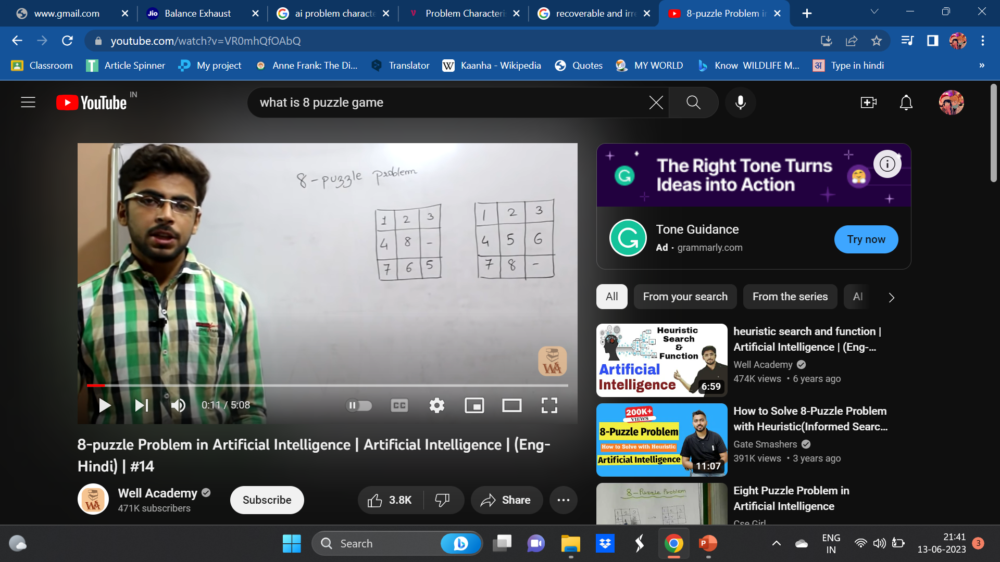 www.gmail.com
Jio Balance Exhaust
ai problem characte
Problem Characteris
recoverable and irre
8-puzzle Problem in
youtube.com/watch?v=VR0mhQfOAbQ
Classroom
T Article Spinner
My project
Anne Frank: The Di...
Translator
W Kaanha - Wikipedia
Quotes
MY WORLD
Know WILDLIFE M...
अ Type in hindi
»
YouTube IN
what is 8 puzzle game
8-puzzle problem
1 2 3
4 8 -
7 6 5
1 2 3
4 5 6
7 8 -
WA
0:11 / 5:08
CC
8-puzzle Problem in Artificial Intelligence | Artificial Intelligence | (Eng-
Hindi) | #14
WA
Well Academy
471K subscribers
Subscribe
3.8K
Share
The Right Tone Turns
Ideas into Action
Tone Guidance
Ad · grammarly.com
Try now
All
From your search
From the series
AI
Heuristic
Search
&
Function
Artificial
Intelligence
6:59
heuristic search and function |
Artificial Intelligence | (Eng-...
Well Academy
474K views • 6 years ago
200K+
VIEWS
8-Puzzle Problem
How to Solve with Heuristic
Artificial Intelligence
11:07
How to Solve 8-Puzzle Problem
with Heuristic(Informed Searc...
Gate Smashers
391K views • 3 years ago
8-Puzzle Problem
Eight Puzzle Problem in
Artificial Intelligence
Cse Girl
Search
ENG
IN
21:41
13-06-2023
3